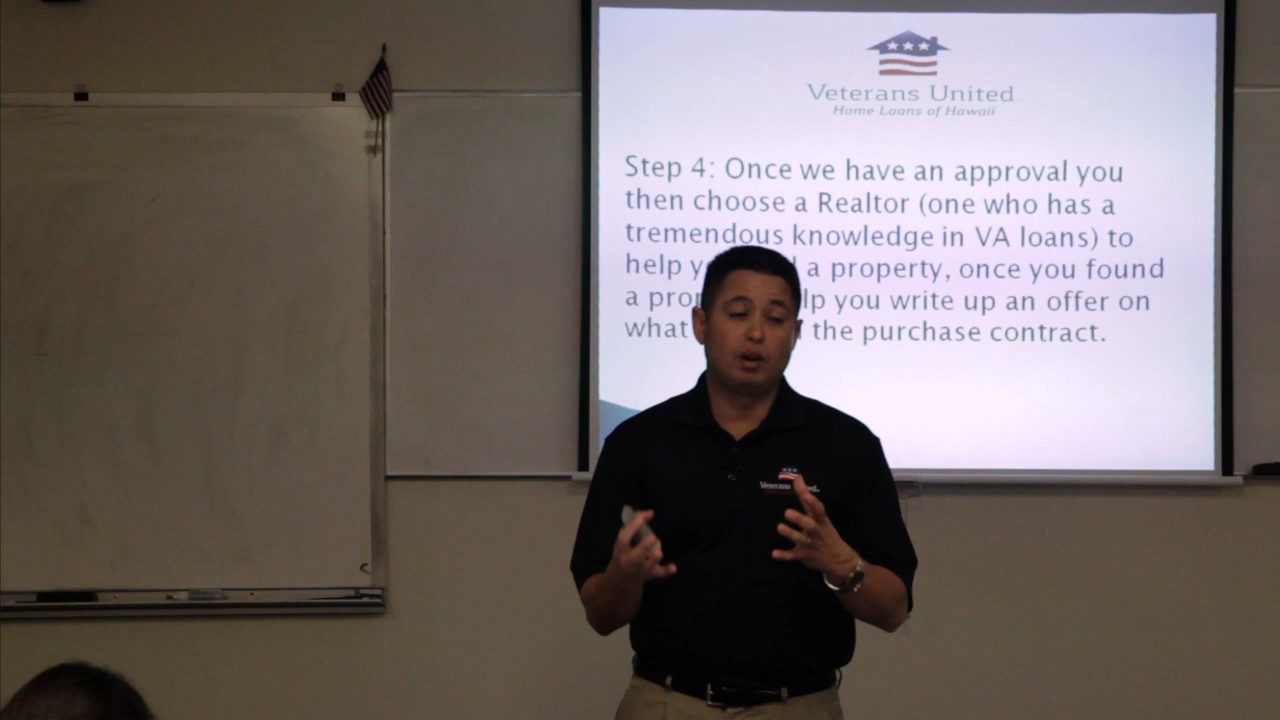 Veterans United
Home Loans of Hawaii
Step 4: Once we have an approval you
then choose a Realtor (one who has a
tremendous knowledge in VA loans) to
help a property, once you found
a you write up an offer on
what the purchase contract.
Veterans